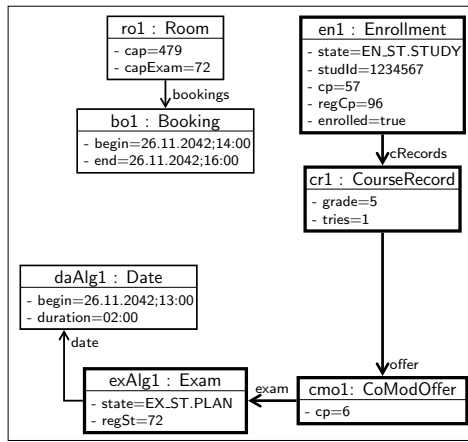 ro1 : Room
- cap=479
- capExam=72
bookings
bo1 : Booking
- begin=26.11.2042;14:00
- end=26.11.2042;16:00
en1 : Enrollment
- state=EN_ST.STUDY
- studId=1234567
- cp=57
- regCp=96
- enrolled=true
cRecords
cr1 : CourseRecord
- grade=5
- tries=1
offer
daAlg1 : Date
- begin=26.11.2042;13:00
- duration=02:00
date
exAlg1 : Exam
- state=EX_ST.PLAN
- regSt=72
exam
cmo1: CoModOffer
- cp=6